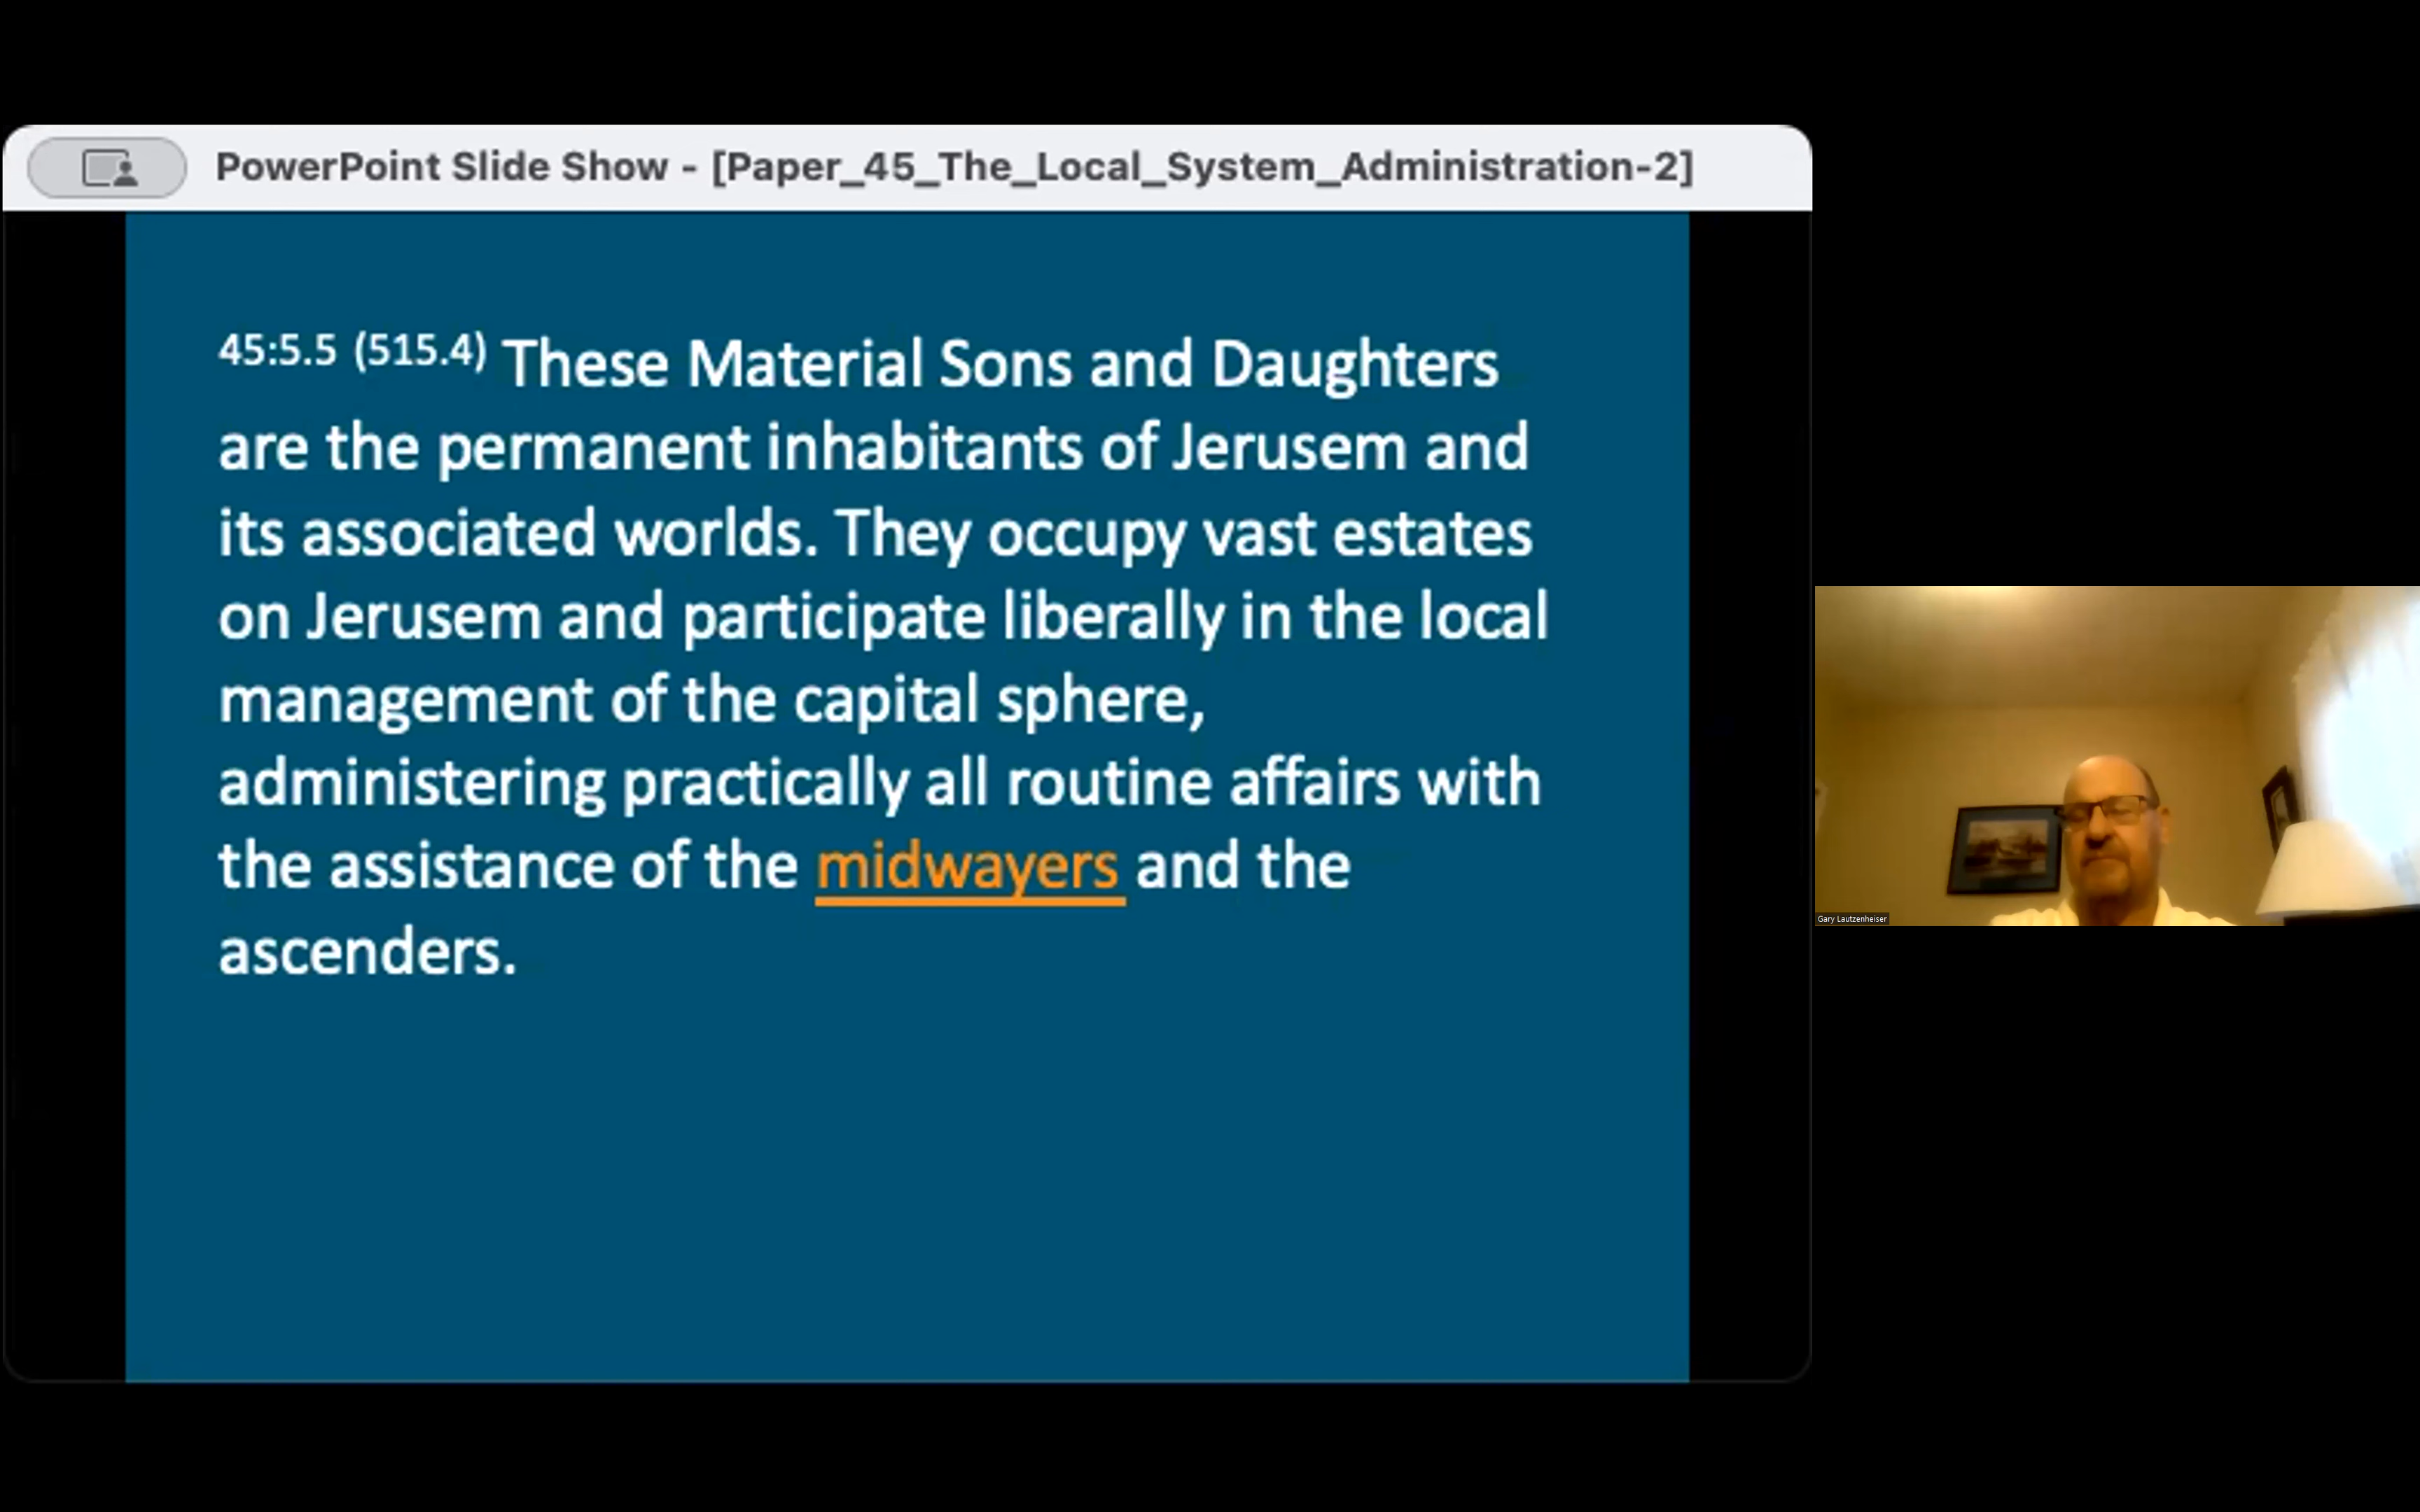 PowerPoint Slide Show - [Paper_45_The_Local_System_Administration-2]
45:5.5 (515.4) These Material Sons and Daughters
are the permanent inhabitants of Jerusem and
its associated worlds. They occupy vast estates
on Jerusem and participate liberally in the local
management of the capital sphere,
administering practically all routine affairs with
the assistance of the midwayers and the
ascenders.
Gary Lautzenheiser